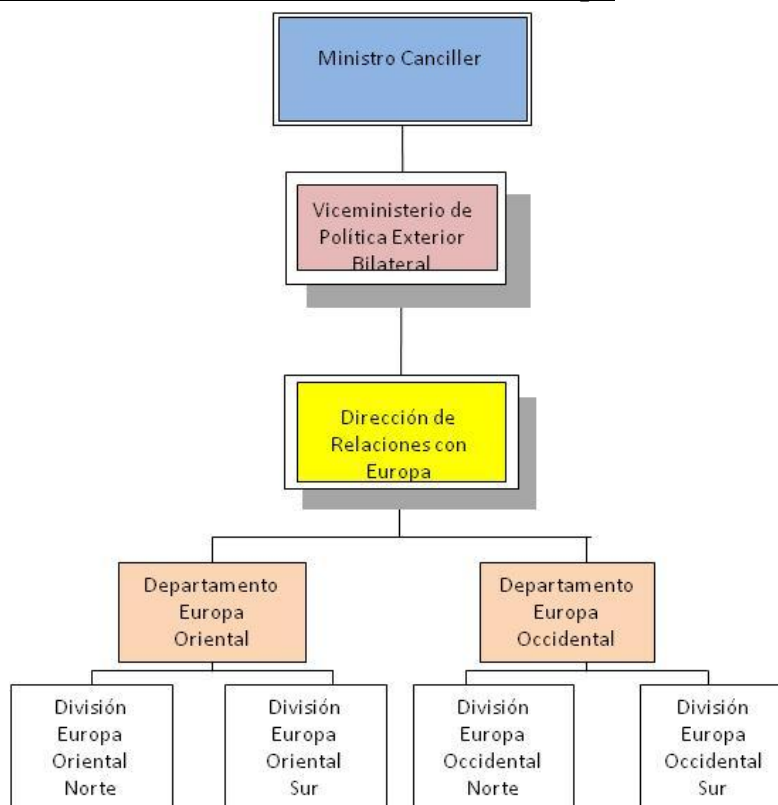 Ministro Canciller
Viceministerio de
Política Exterior
Bilateral
Dirección de
Relaciones con
Europa
Departamento
Europa
Oriental
Departamento
Europa
Occidental
División
Europa
Oriental
Norte
División
Europa
Oriental
Sur
División
Europa
Occidental
Norte
División
Europa
Occidental
Sur